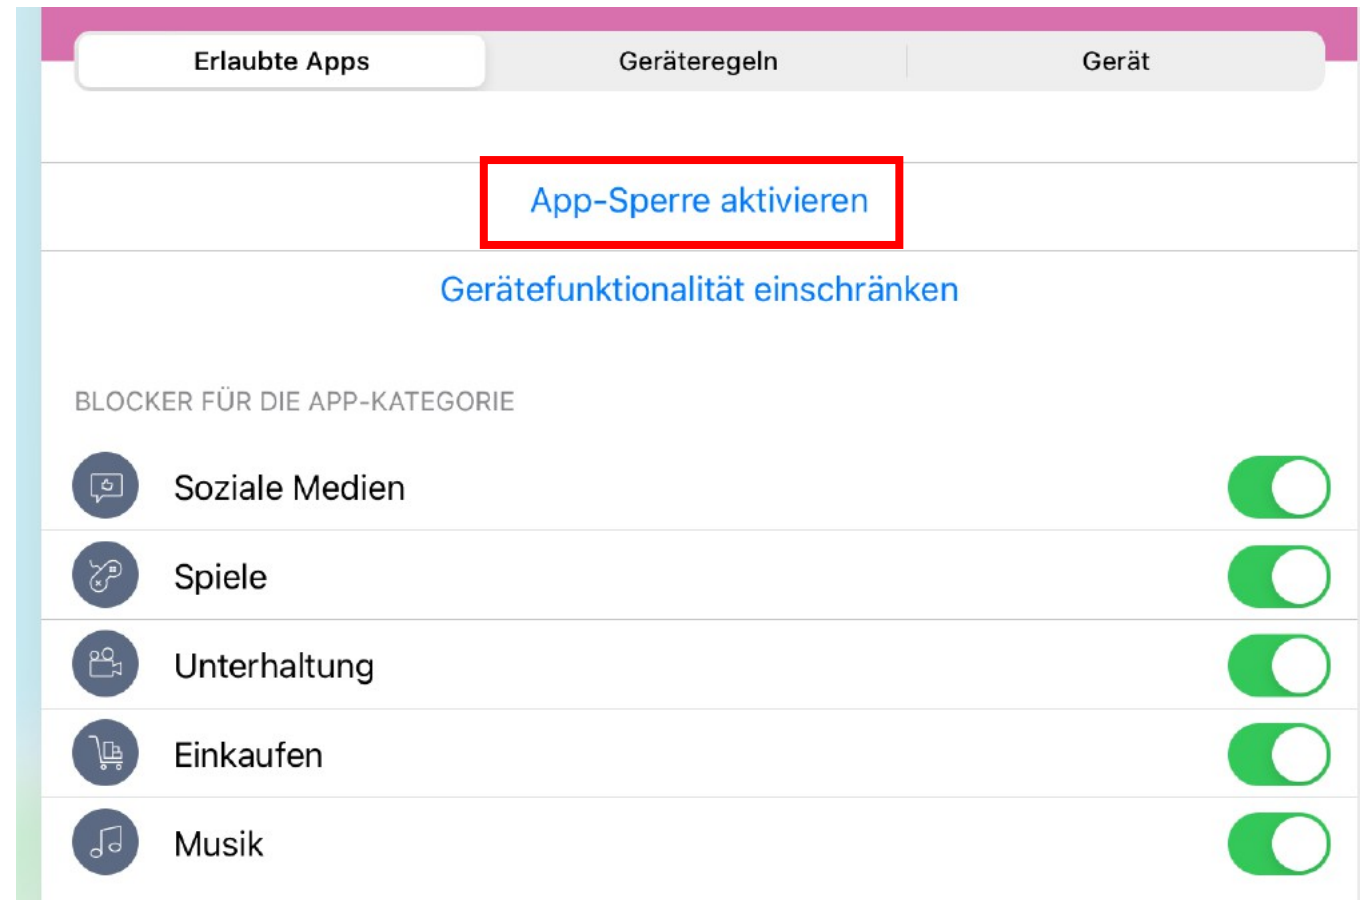 Erlaubte Apps Geräteregeln Gerät
App-Sperre aktivieren
Gerätefunktionalität einschränken
BLOCKER FÜR DIE APP-KATEGORIE
Soziale Medien
Spiele
Unterhaltung
Einkaufen
Musik